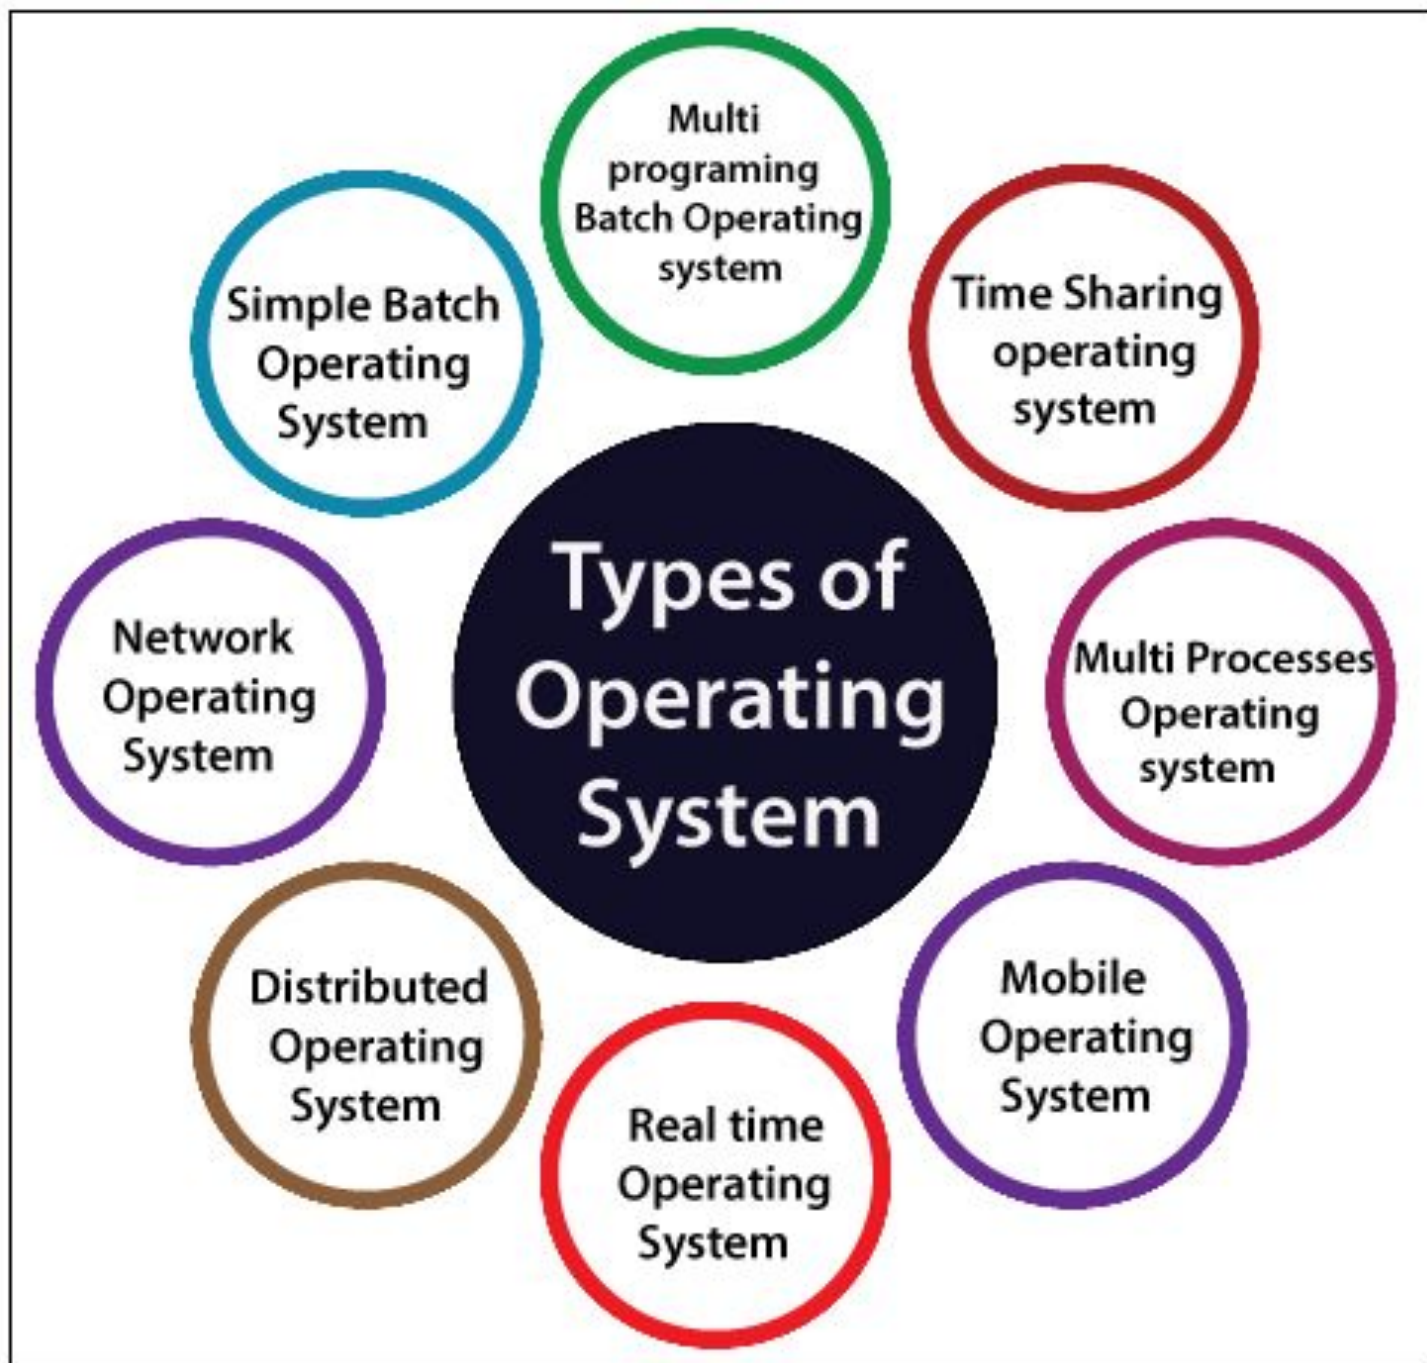 Multi
programing
Batch Operating
system
Simple Batch
Operating
System
Time Sharing
operating
system
Types of
Operating
System
Network
Operating
System
Multi Processes
Operating
system
Distributed
Operating
System
Mobile
Operating
System
Real time
Operating
System